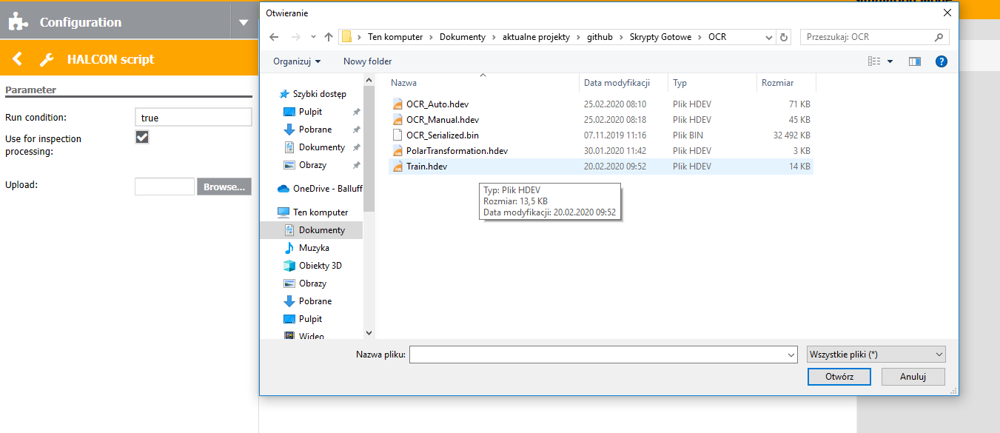 Configuration
HALCON script
Parameter
Run condition:
true
Use for inspection
processing:
Upload:
Browse...
Otwieranie
Ten komputer › Dokumenty › aktualne projekty › github › Skrypty Gotowe › OCR
Przeszukaj: OCR
Organizuj
Nowy folder
Szybki dostęp
Pulpit
Pobrane
Dokumenty
Obrazy
OneDrive - Balluff
Ten komputer
Dokumenty
Muzyka
Obiekty 3D
Obrazy
Pobrane
Pulpit
Wideo
Nazwa Data modyfikacji Typ Rozmiar
OCR_Auto.hdev 25.02.2020 08:10 Plik HDEV 71 KB
OCR_Manual.hdev 25.02.2020 08:18 Plik HDEV 45 KB
OCR_Serialized.bin 07.11.2019 11:16 Plik BIN 32 492 KB
PolarTransformation.hdev 30.01.2020 11:42 Plik HDEV 3 KB
Train.hdev 20.02.2020 09:52 Plik HDEV 14 KB
Typ: Plik HDEV
Rozmiar: 13,5 KB
Data modyfikacji: 20.02.2020 09:52
Nazwa pliku:
Wszystkie pliki (*)
Otwórz
Anuluj